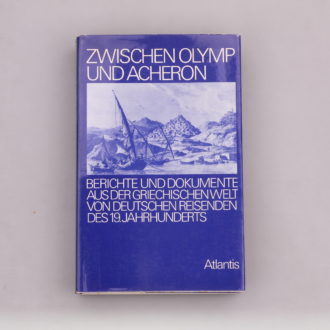 ZWISCHEN OLYMP
UND ACHERON
BERICHTE UND DOKUMENTE
AUS DER GRIECHISCHEN WELT
VON DEUTSCHEN REISENDEN
DES 19. JAHRHUNDERTS
Atlantis